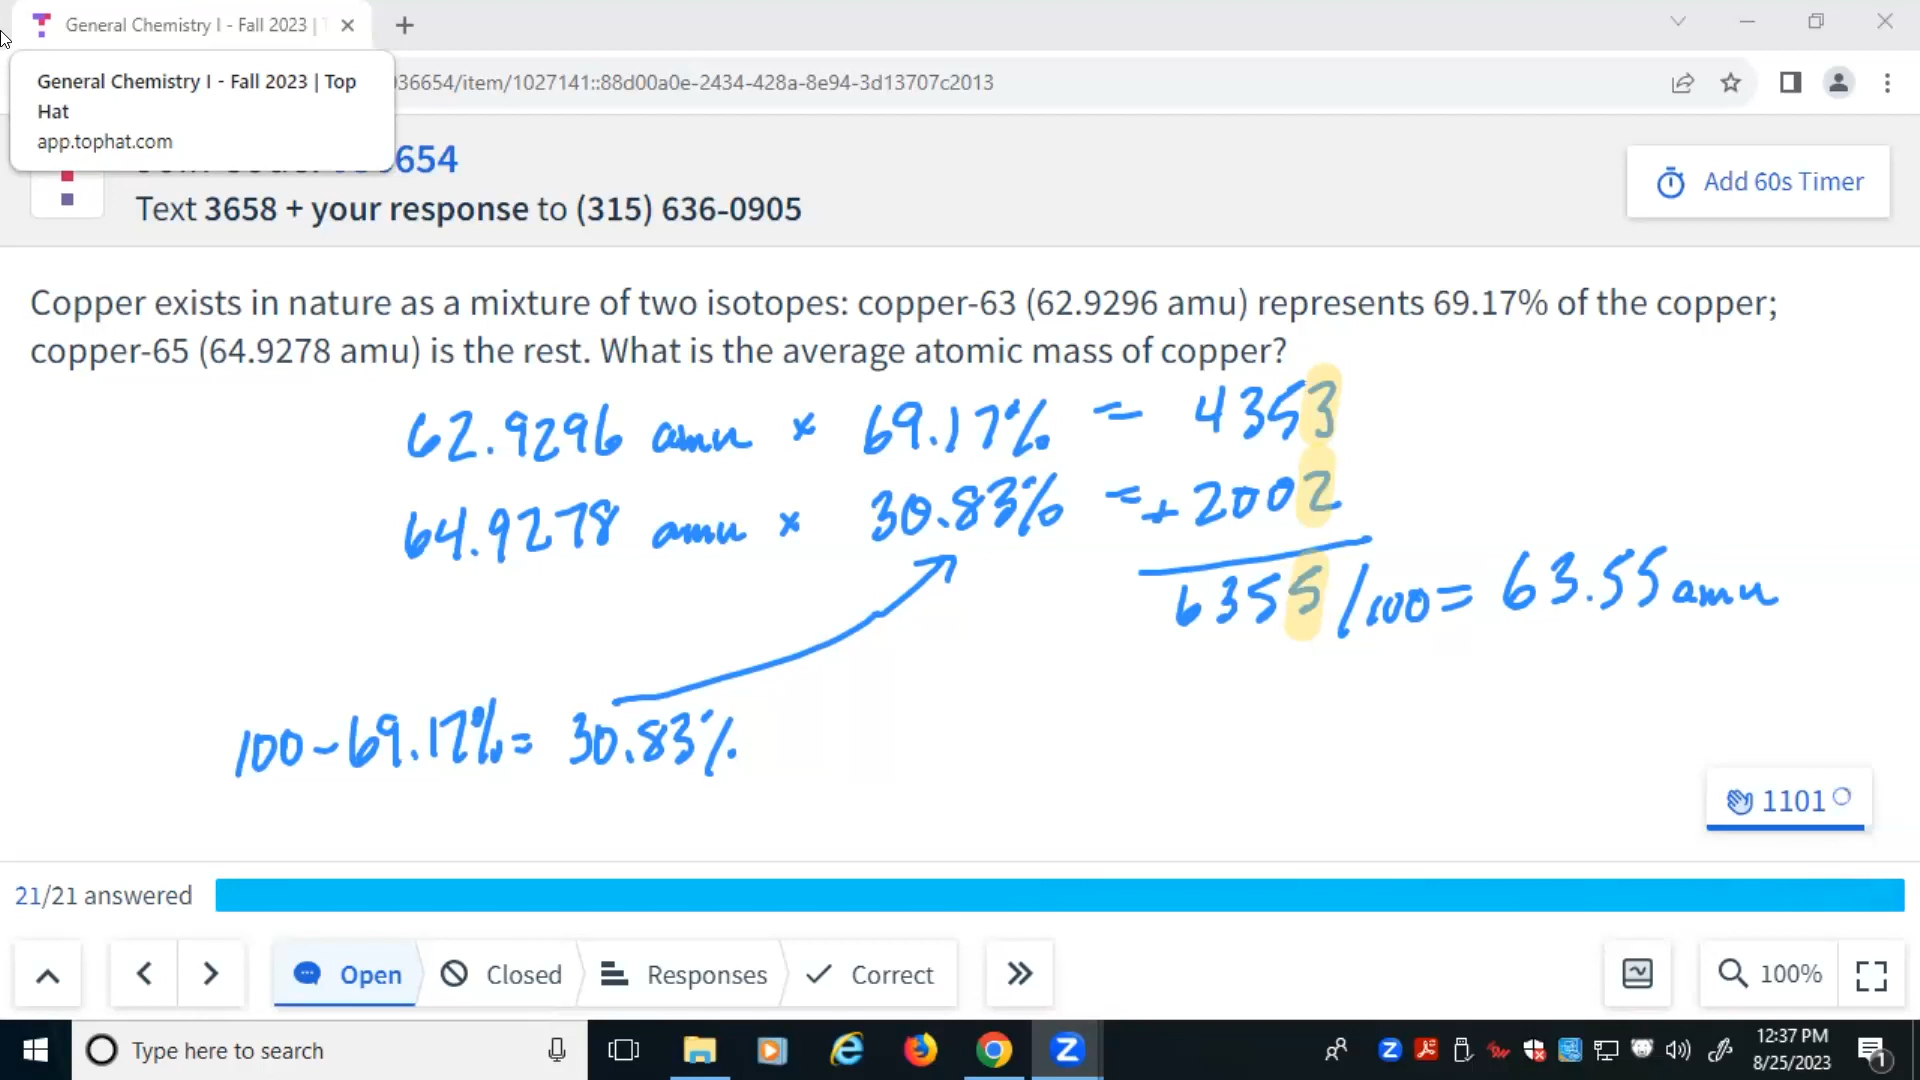 General Chemistry I - Fall 2023 |
General Chemistry I - Fall 2023 | Top
Hat
app.tophat.com
036654/item/1027141::88d00a0e-2434-428a-8e94-3d13707c2013
654
Text 3658 + your response to (315) 636-0905
Add 60s Timer
Copper exists in nature as a mixture of two isotopes: copper-63 (62.9296 amu) represents 69.17% of the copper;
copper-65 (64.9278 amu) is the rest. What is the average atomic mass of copper?
62.9296 amu × 69.17% = 4353
64.9278 amu × 30.83% = + 2002
6355 /100 = 63.55 amu
100 - 69.17% = 30.83%
1101
21/21 answered
Open
Closed
Responses
Correct
100%
Type here to search
12:37 PM
8/25/2023
1